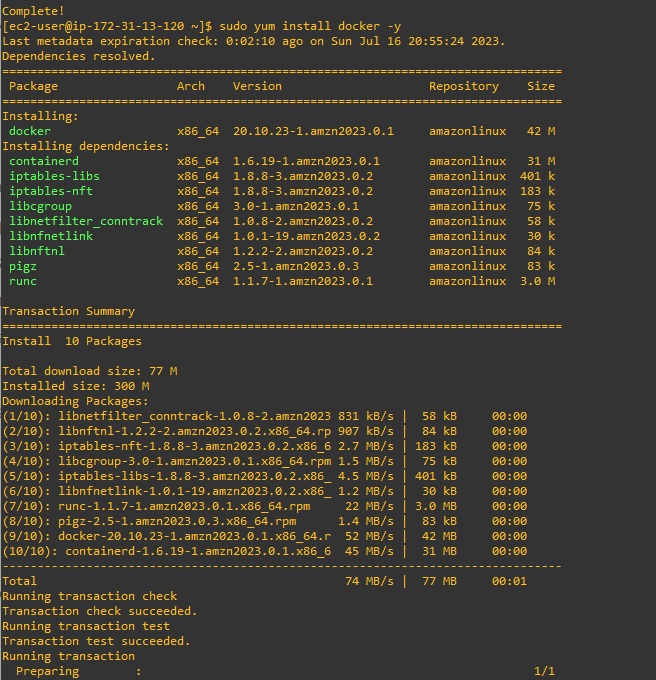 Complete!
[ec2-user@ip-172-31-13-120 ~]$ sudo yum install docker -y
Last metadata expiration check: 0:02:10 ago on Sun Jul 16 20:55:24 2023.
Dependencies resolved.
================================================================================
 Package                 Arch    Version                     Repository    Size
================================================================================
Installing:
 docker                  x86_64  20.10.23-1.amzn2023.0.1     amazonlinux   42 M
Installing dependencies:
 containerd              x86_64  1.6.19-1.amzn2023.0.1       amazonlinux   31 M
 iptables-libs           x86_64  1.8.8-3.amzn2023.0.2        amazonlinux  401 k
 iptables-nft            x86_64  1.8.8-3.amzn2023.0.2        amazonlinux  183 k
 libcgroup               x86_64  3.0-1.amzn2023.0.1          amazonlinux   75 k
 libnetfilter_conntrack  x86_64  1.0.8-2.amzn2023.0.2        amazonlinux   58 k
 libnfnetlink            x86_64  1.0.1-19.amzn2023.0.2       amazonlinux   30 k
 libnftnl                x86_64  1.2.2-2.amzn2023.0.2        amazonlinux   84 k
 pigz                    x86_64  2.5-1.amzn2023.0.3          amazonlinux   83 k
 runc                    x86_64  1.1.7-1.amzn2023.0.1        amazonlinux  3.0 M
Transaction Summary
================================================================================
Install  10 Packages
Total download size: 77 M
Installed size: 300 M
Downloading Packages:
(1/10): libnetfilter_conntrack-1.0.8-2.amzn2023 831 kB/s |  58 kB     00:00
(2/10): libnftnl-1.2.2-2.amzn2023.0.2.x86_64.rp 907 kB/s |  84 kB     00:00
(3/10): iptables-nft-1.8.8-3.amzn2023.0.2.x86_6 2.7 MB/s | 183 kB     00:00
(4/10): libcgroup-3.0-1.amzn2023.0.1.x86_64.rpm 1.5 MB/s |  75 kB     00:00
(5/10): iptables-libs-1.8.8-3.amzn2023.0.2.x86_ 4.5 MB/s | 401 kB     00:00
(6/10): libnfnetlink-1.0.1-19.amzn2023.0.2.x86_ 1.2 MB/s |  30 kB     00:00
(7/10): runc-1.1.7-1.amzn2023.0.1.x86_64.rpm     22 MB/s | 3.0 MB     00:00
(8/10): pigz-2.5-1.amzn2023.0.3.x86_64.rpm      1.4 MB/s |  83 kB     00:00
(9/10): docker-20.10.23-1.amzn2023.0.1.x86_64.r  52 MB/s |  42 MB     00:00
(10/10): containerd-1.6.19-1.amzn2023.0.1.x86_6  45 MB/s |  31 MB     00:00
--------------------------------------------------------------------------------
Total                                            74 MB/s |  77 MB     00:01
Running transaction check
Transaction check succeeded.
Running transaction test
Transaction test succeeded.
Running transaction
  Preparing        :                                                        1/1